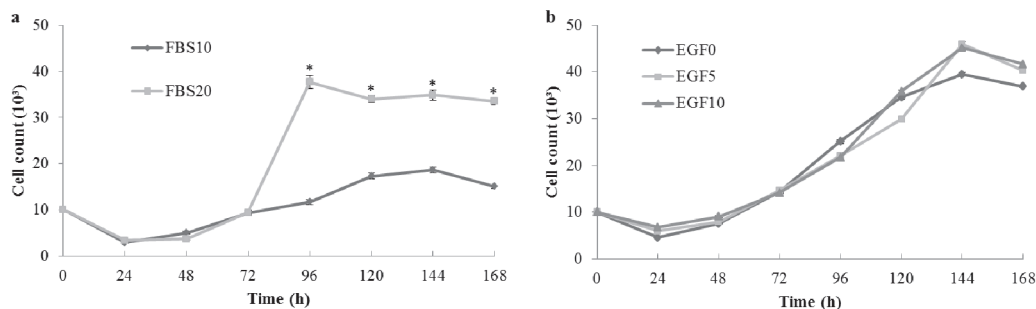 a
50
40
30
20
10
0
Cell count (10³)
FBS10
FBS20
* * * *
0 24 48 72 96 120 144 168
Time (h)
b
50
40
30
20
10
0
Cell count (10³)
EGF0
EGF5
EGF10
0 24 48 72 96 120 144 168
Time (h)